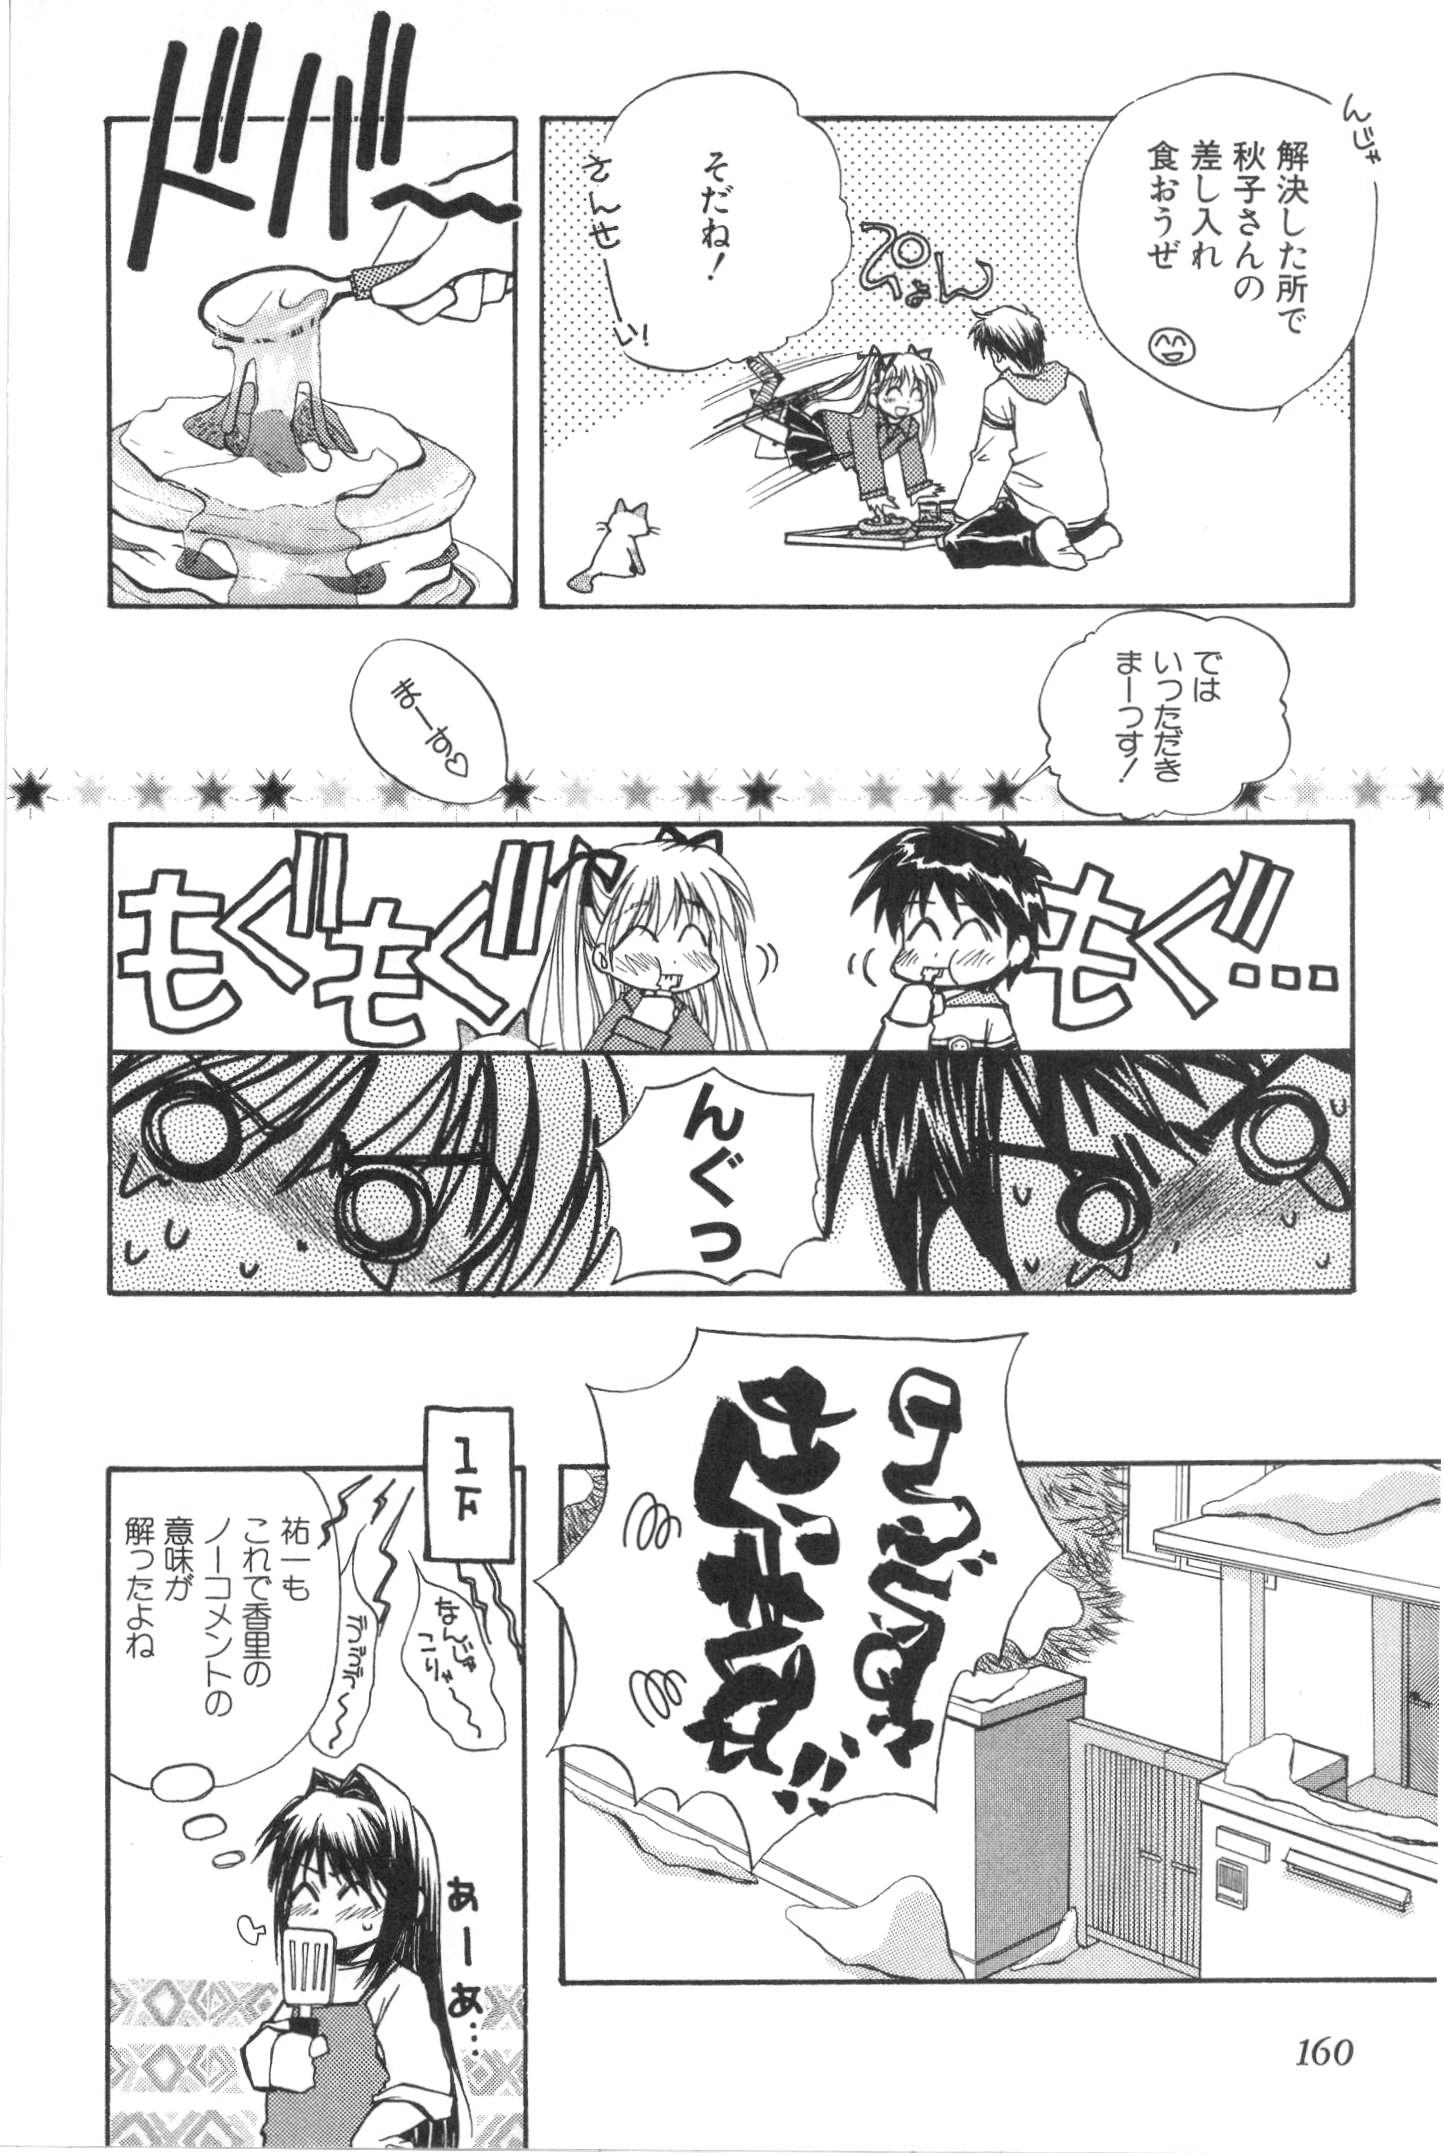 んじゃ
解決した所で
秋子さんの
差し入れ
食おうぜ
ぴょん
そだね！
さんせーい！
ドバ〜
では
いっただき
まーっす！
まーす♡
もぐ…
もぐもぐ
んぐっ
1F
なんじゃ
こりゃ〜
祐一も
これで香里の
ノーコメントの
意味が
解ったよね
あーあ…
160